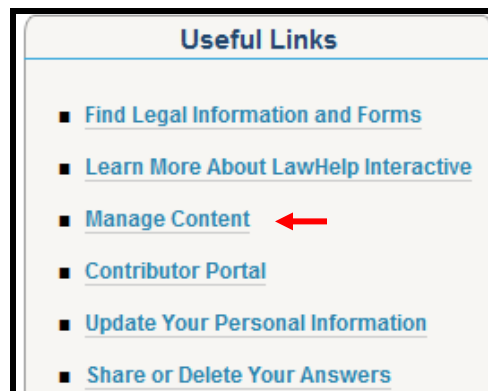 Useful Links
Find Legal Information and Forms
Learn More About LawHelp Interactive
Manage Content
Contributor Portal
Update Your Personal Information
Share or Delete Your Answers